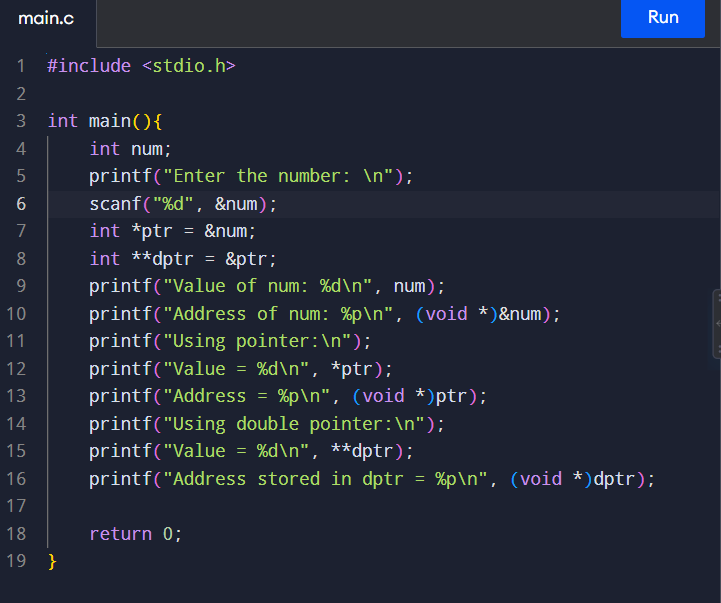 main.c
Run
1 #include <stdio.h>
2
3 int main(){
4     int num;
5     printf("Enter the number: \n");
6     scanf("%d", &num);
7     int *ptr = &num;
8     int **dptr = &ptr;
9     printf("Value of num: %d\n", num);
10     printf("Address of num: %p\n", (void *)&num);
11     printf("Using pointer:\n");
12     printf("Value = %d\n", *ptr);
13     printf("Address = %p\n", (void *)ptr);
14     printf("Using double pointer:\n");
15     printf("Value = %d\n", **dptr);
16     printf("Address stored in dptr = %p\n", (void *)dptr);
17
18     return 0;
19 }